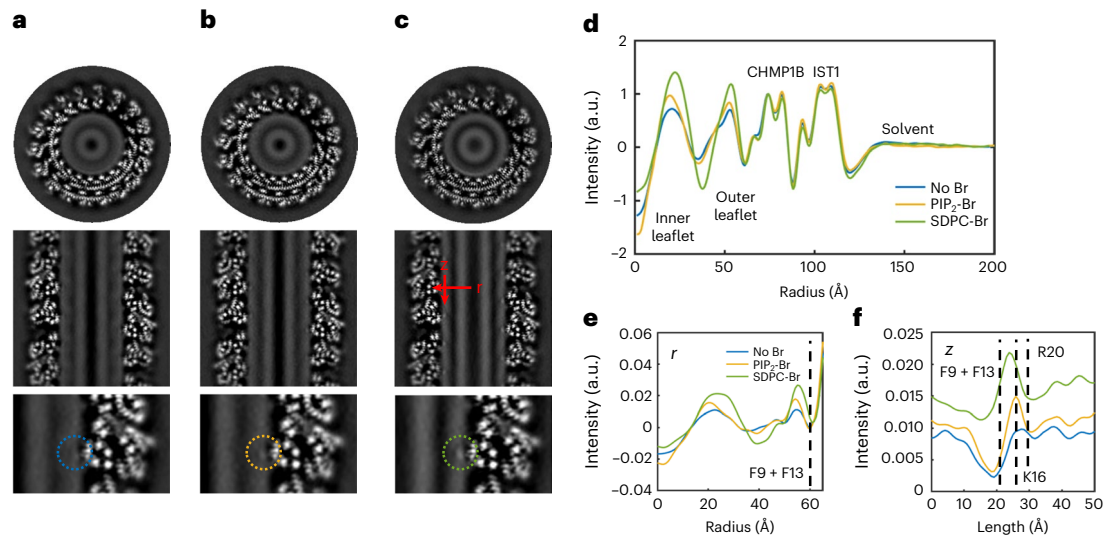 a
b
c
z
r
d
2
1
0
−1
−2
Intensity (a.u.)
CHMP1B IST1
Solvent
Outer
leaflet
Inner
leaflet
No Br
PIP₂-Br
SDPC-Br
0 50 100 150 200
Radius (Å)
e
0.06
0.04
0.02
0
−0.02
−0.04
Intensity (a.u.)
r
No Br
PIP₂-Br
SDPC-Br
F9 + F13
0 20 40 60
Radius (Å)
f
0.025
0.020
0.015
0.010
0.005
0
Intensity (a.u.)
z
R20
F9 + F13
K16
0 10 20 30 40 50
Length (Å)